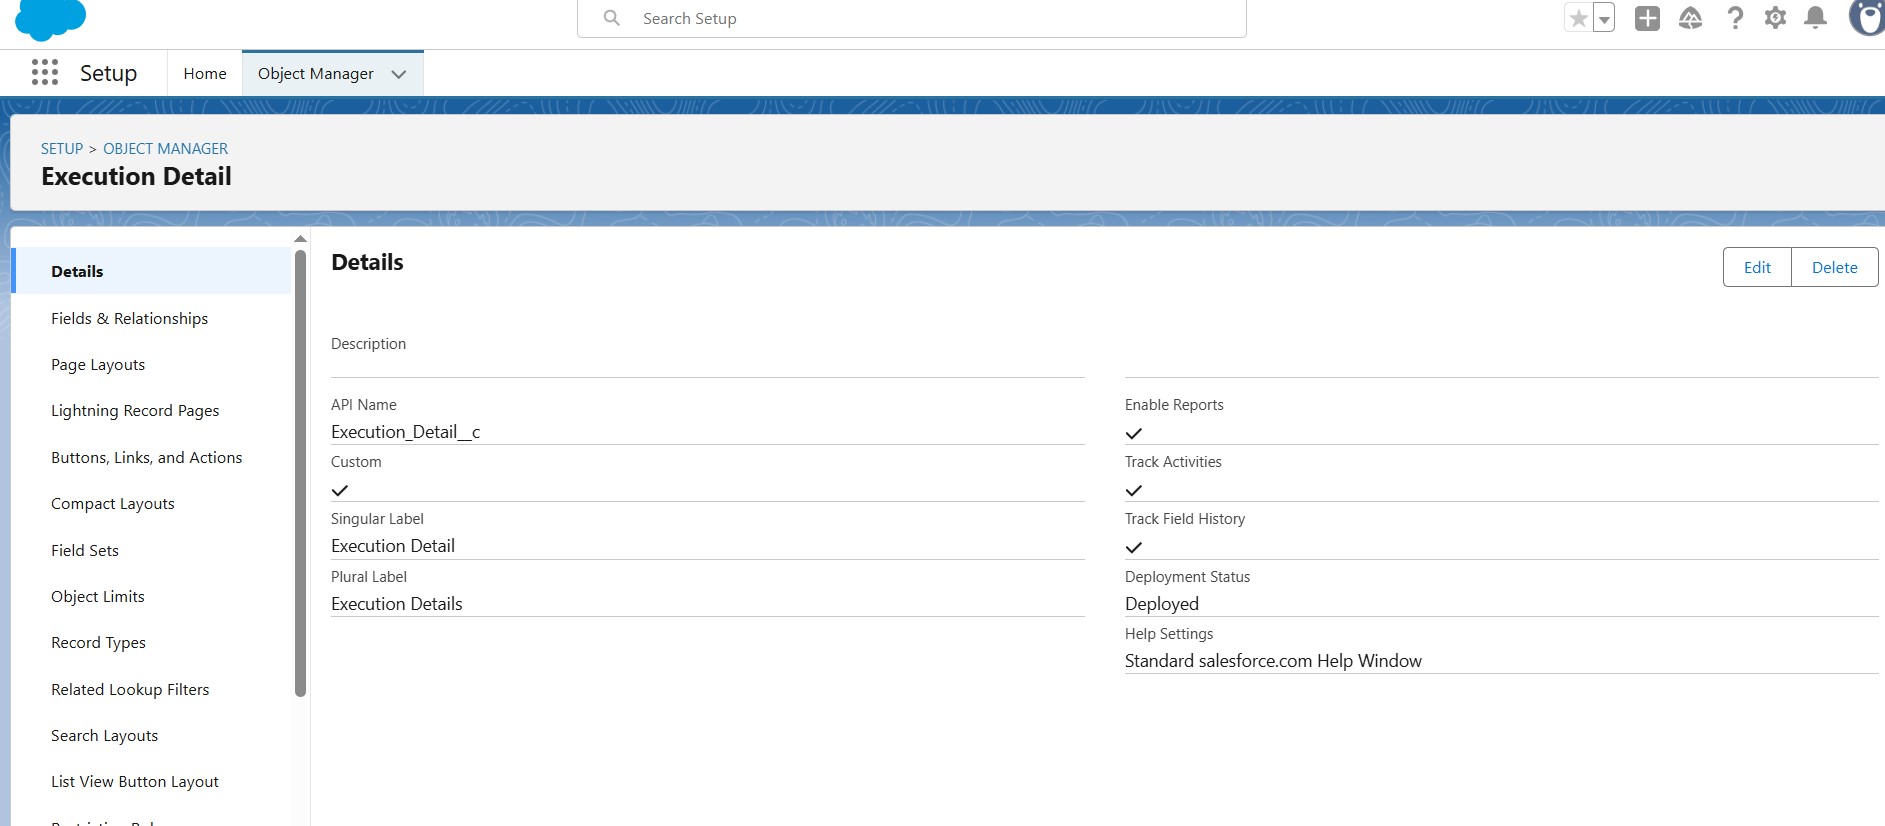 Search Setup
Setup
Home
Object Manager
SETUP > OBJECT MANAGER
Execution Detail
Details
Fields & Relationships
Page Layouts
Lightning Record Pages
Buttons, Links, and Actions
Compact Layouts
Field Sets
Object Limits
Record Types
Related Lookup Filters
Search Layouts
List View Button Layout
Details
Edit
Delete
Description
API Name
Execution_Detail__c
Custom
Singular Label
Execution Detail
Plural Label
Execution Details
Enable Reports
Track Activities
Track Field History
Deployment Status
Deployed
Help Settings
Standard salesforce.com Help Window